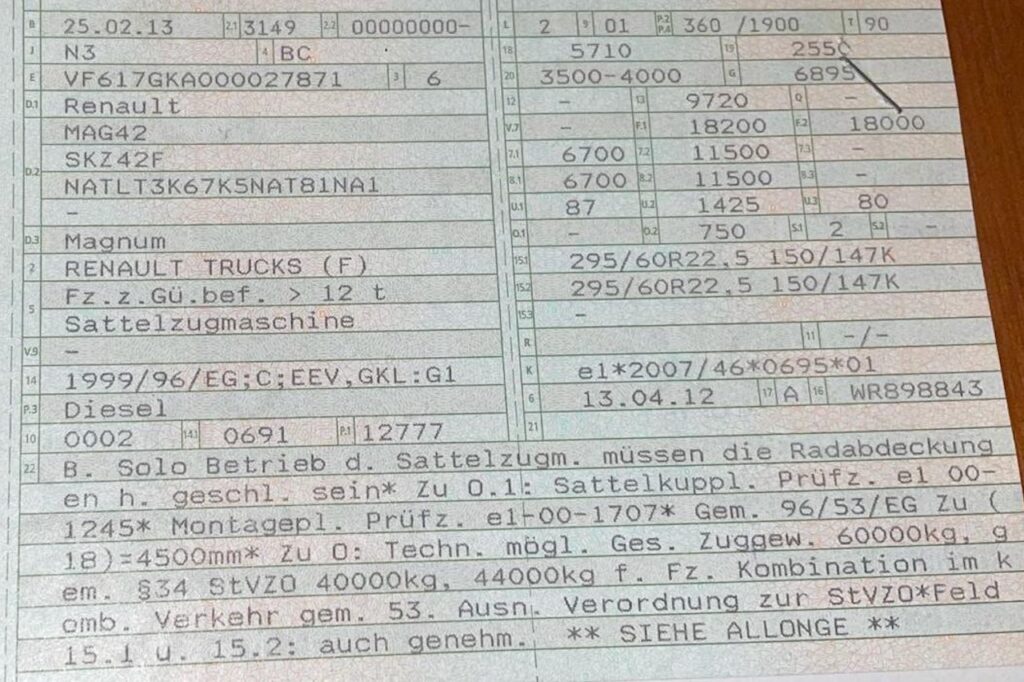 B 25.02.13 2.1 3149 2.2 00000000-
J N3 4 BC
E VF617GKA000027871 3 6
D.1 Renault
MAG42
D.2 SKZ42F
NATLT3K67K5NAT81NA1
-
D.3 Magnum
2 RENAULT TRUCKS (F)
5 Fz.z.Gü.bef. > 12 t
Sattelzugmaschine
V.9 -
14 1999/96/EG;C;EEV,GKL:G1
P.3 Diesel
10 0002 14.1 0691 P.1 12777
L 2 9 01 P.2 P.4 360 /1900 T 90
18 5710 19 2550
20 3500-4000 G 6895
12 - 13 9720 Q -
V.7 - F.1 18200 F.2 18000
7.1 6700 7.2 11500 7.3 -
8.1 6700 8.2 11500 8.3 -
U.1 87 U.2 1425 U.3 80
O.1 - O.2 750 S.1 2 S.2 -
15.1 295/60R22,5 150/147K
15.2 295/60R22,5 150/147K
15.3 -
R 11 -/-
K e1*2007/46*0695*01
6 13.04.12 17 A 16 WR898843
21
22 B. Solo Betrieb d. Sattelzugm. müssen die Radabdeckung
en h. geschl. sein* Zu O.1: Sattelkuppl. Prüfz. e1 00-
1245* Montagepl. Prüfz. e1-00-1707* Gem. 96/53/EG Zu (
18)=4500mm* Zu O: Techn. mögl. Ges. Zuggew. 60000kg, g
em. §34 StVZO 40000kg, 44000kg f. Fz. Kombination im k
omb. Verkehr gem. 53. Ausn. Verordnung zur StVZO*Feld
15.1 u. 15.2: auch genehm. ** SIEHE ALLONGE **